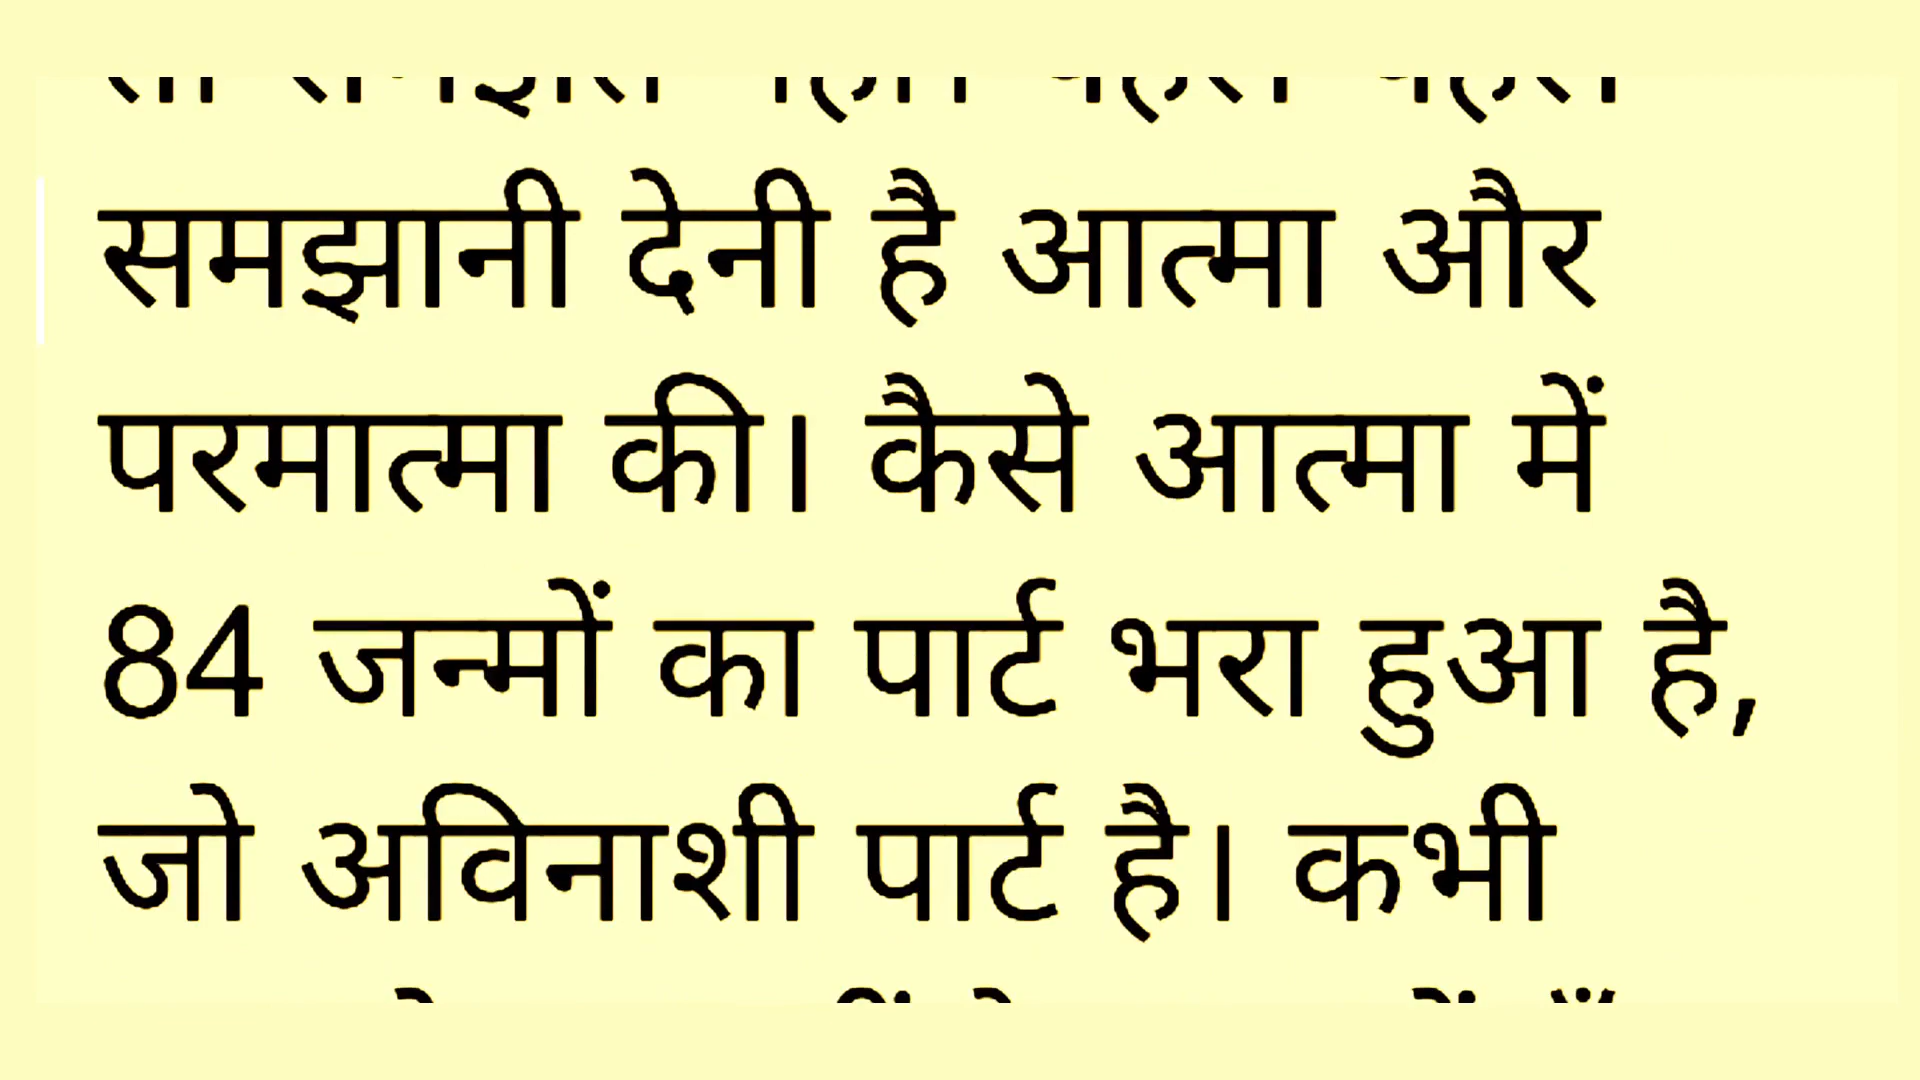 समझानी देनी है आत्मा और
परमात्मा की। कैसे आत्मा में
84 जन्मों का पार्ट भरा हुआ है,
जो अविनाशी पार्ट है। कभी